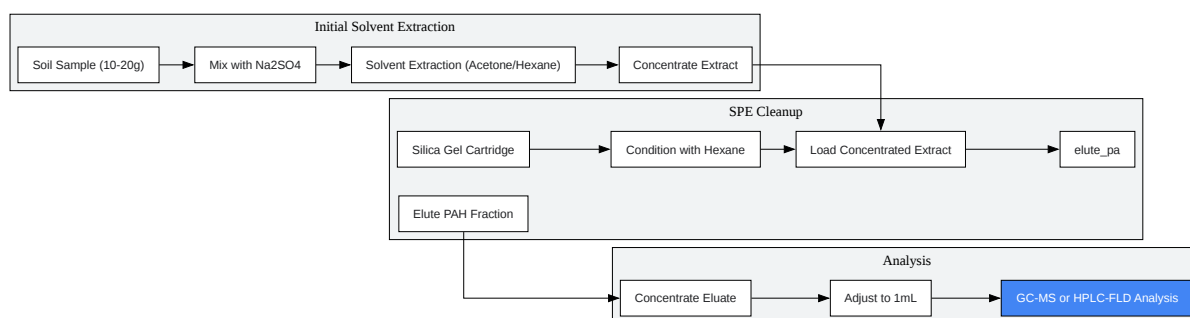 Initial Solvent Extraction
Soil Sample (10-20g)
Mix with Na2SO4
Solvent Extraction (Acetone/Hexane)
Concentrate Extract
SPE Cleanup
Silica Gel Cartridge
Condition with Hexane
Load Concentrated Extract
elute_pa
Elute PAH Fraction
Analysis
Concentrate Eluate
Adjust to 1mL
GC-MS or HPLC-FLD Analysis